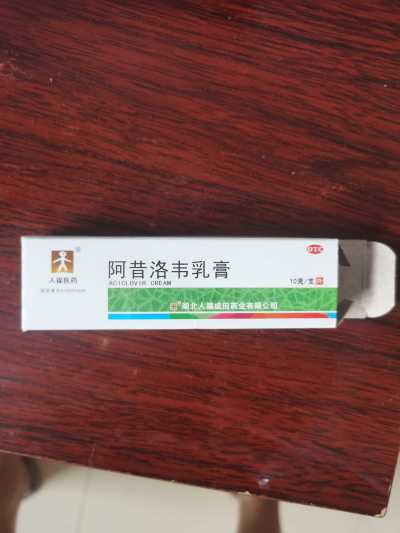 OTC
人福医药
阿昔洛韦乳膏
ACICLOVIR CREAM
10克/支 外
湖北人福成田药业有限公司